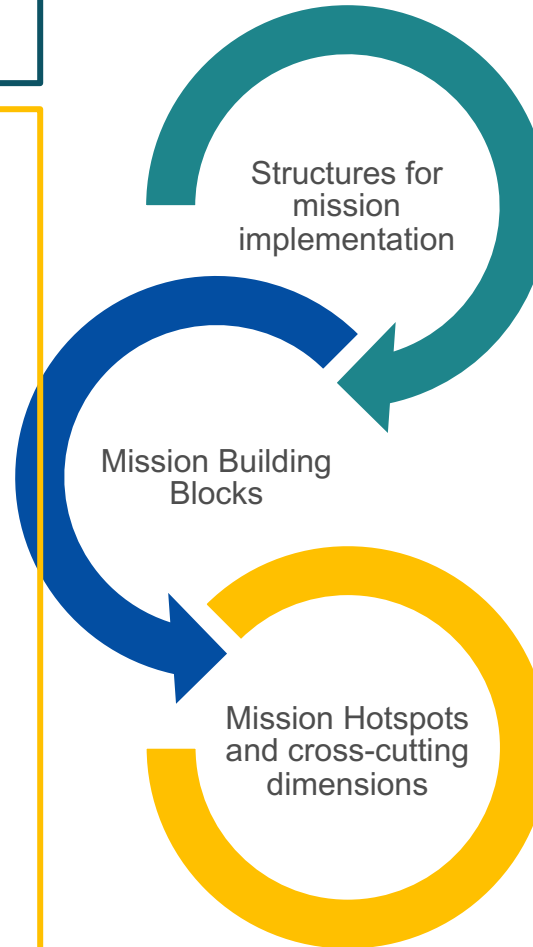 Structures for
mission
implementation
Mission Building
Blocks
Mission Hotspots
and cross-cutting
dimensions